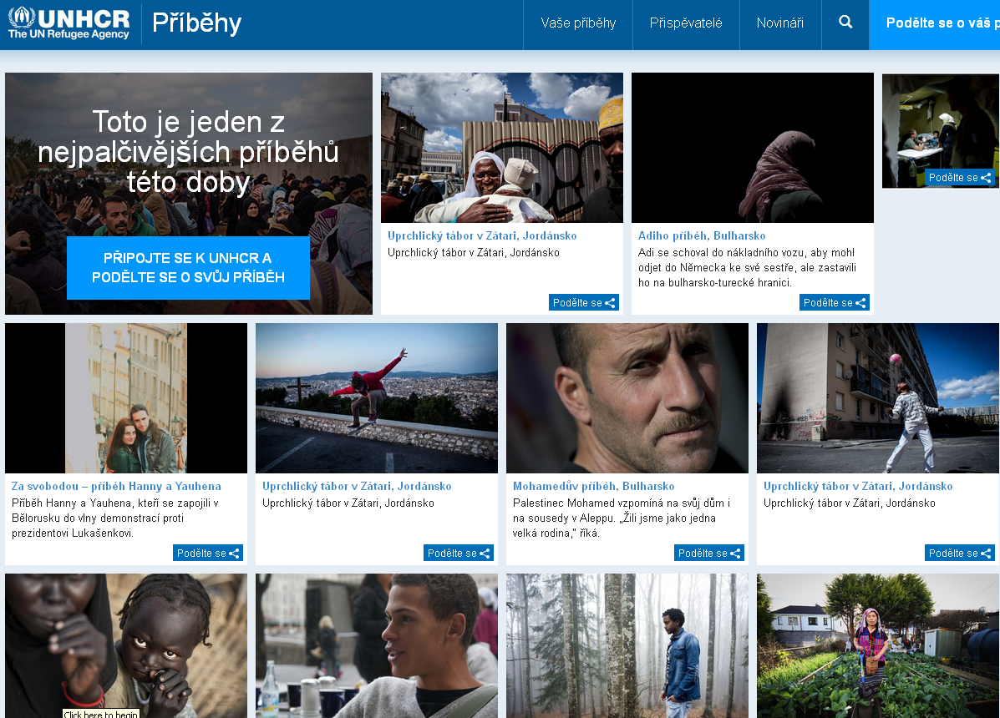 UNHCR
The UN Refugee Agency
Příběhy
Vaše příběhy
Přispěvatelé
Novináři
Podělte se o váš p
Toto je jeden z
nejpalčivějších příběhů
této doby
PŘIPOJTE SE K UNHCR A
PODĚLTE SE O SVŮJ PŘÍBĚH
Uprchlický tábor v Zátari, Jordánsko
Uprchlický tábor v Zátari, Jordánsko
Podělte se
Adiho příběh, Bulharsko
Adi se schoval do nákladního vozu, aby mohl
odjet do Německa ke své sestře, ale zastavili
ho na bulharsko-turecké hranici.
Podělte se
Podělte se
Za svobodou – příběh Hanny a Yauhena
Příběh Hanny a Yauhena, kteří se zapojili v
Bělorusku do vlny demonstrací proti
prezidentovi Lukašenkovi.
Podělte se
Uprchlický tábor v Zátari, Jordánsko
Uprchlický tábor v Zátari, Jordánsko
Podělte se
Mohamedův příběh, Bulharsko
Palestinec Mohamed vzpomíná na svůj dům i
na sousedy v Aleppu. „Žili jsme jako jedna
velká rodina,“ říká.
Podělte se
Uprchlický tábor v Zátari, Jordánsko
Uprchlický tábor v Zátari, Jordánsko
Podělte se
Click here to begin